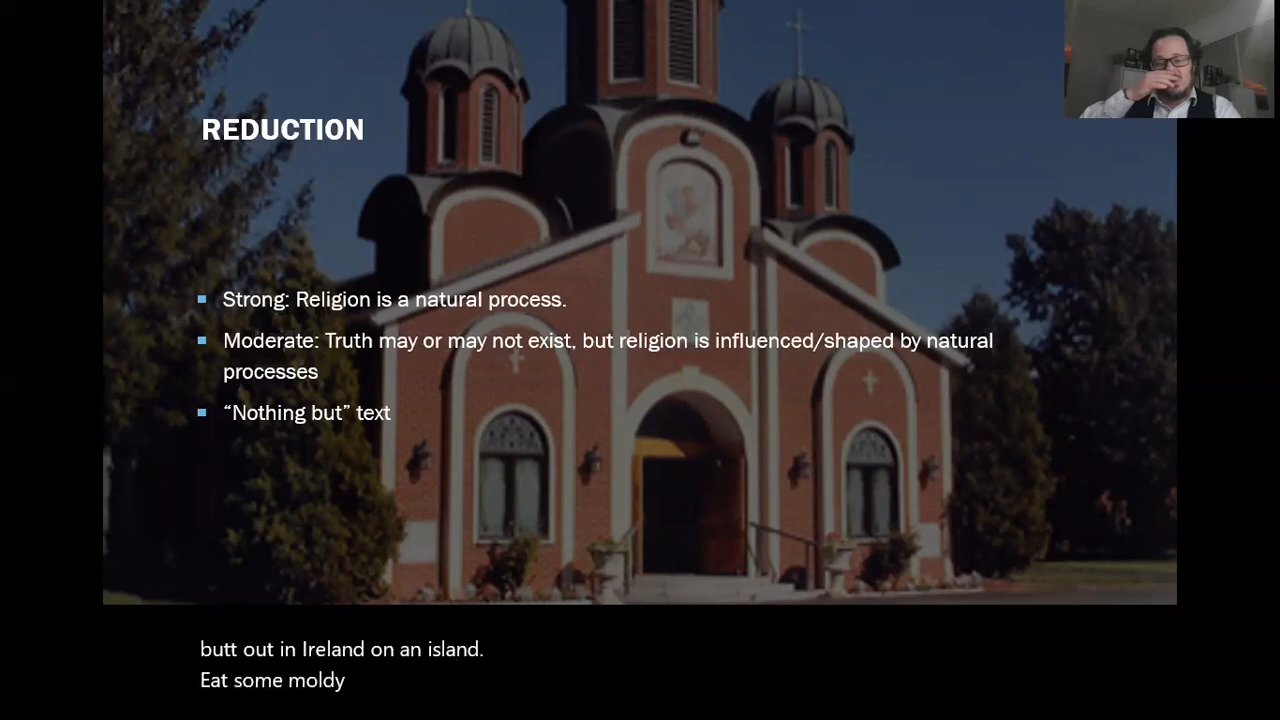 REDUCTION
Strong: Religion is a natural process.
Moderate: Truth may or may not exist, but religion is influenced/shaped by natural
processes
“Nothing but” text
butt out in Ireland on an island.
Eat some moldy